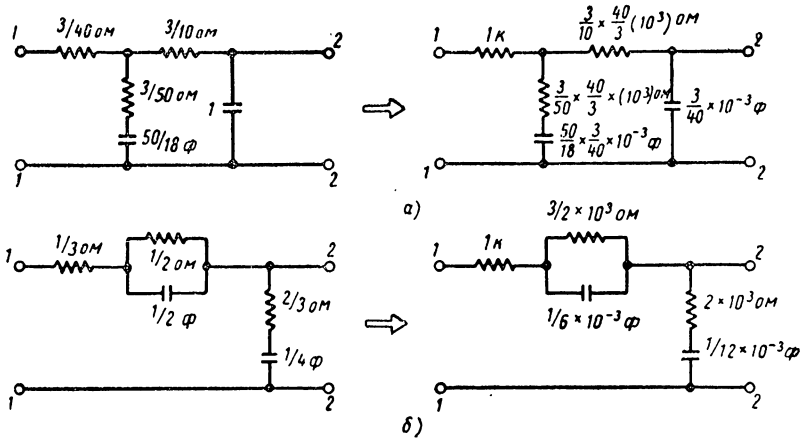 1
3/40 ом
3/10 ом
2
3/50 ом
50/18 ф
1
1
2
1
1к
3/10 × 40/3 (10³) ом
2
3/50 × 40/3 × (10³) ом
50/18 × 3/40 × 10⁻³ ф
3/40 × 10⁻³ ф
1
2
а)
1
1/3 ом
1/2 ом
1/2 ф
2
2/3 ом
1/4 ф
1
2
1
1к
3/2 × 10³ ом
1/6 × 10⁻³ ф
2
2 × 10³ ом
1/12 × 10⁻³ ф
1
2
б)